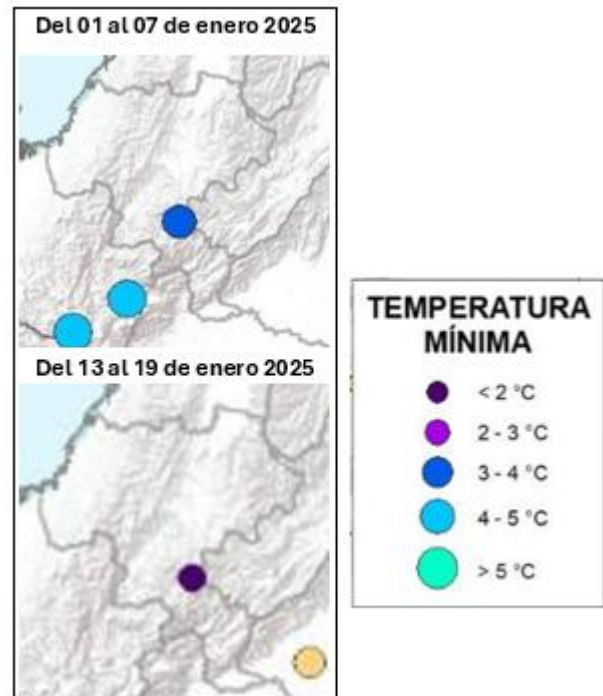 Del 01 al 07 de enero 2025
Del 13 al 19 de enero 2025
TEMPERATURA
MÍNIMA
< 2 °C
2 - 3 °C
3 - 4 °C
4 - 5 °C
> 5 °C